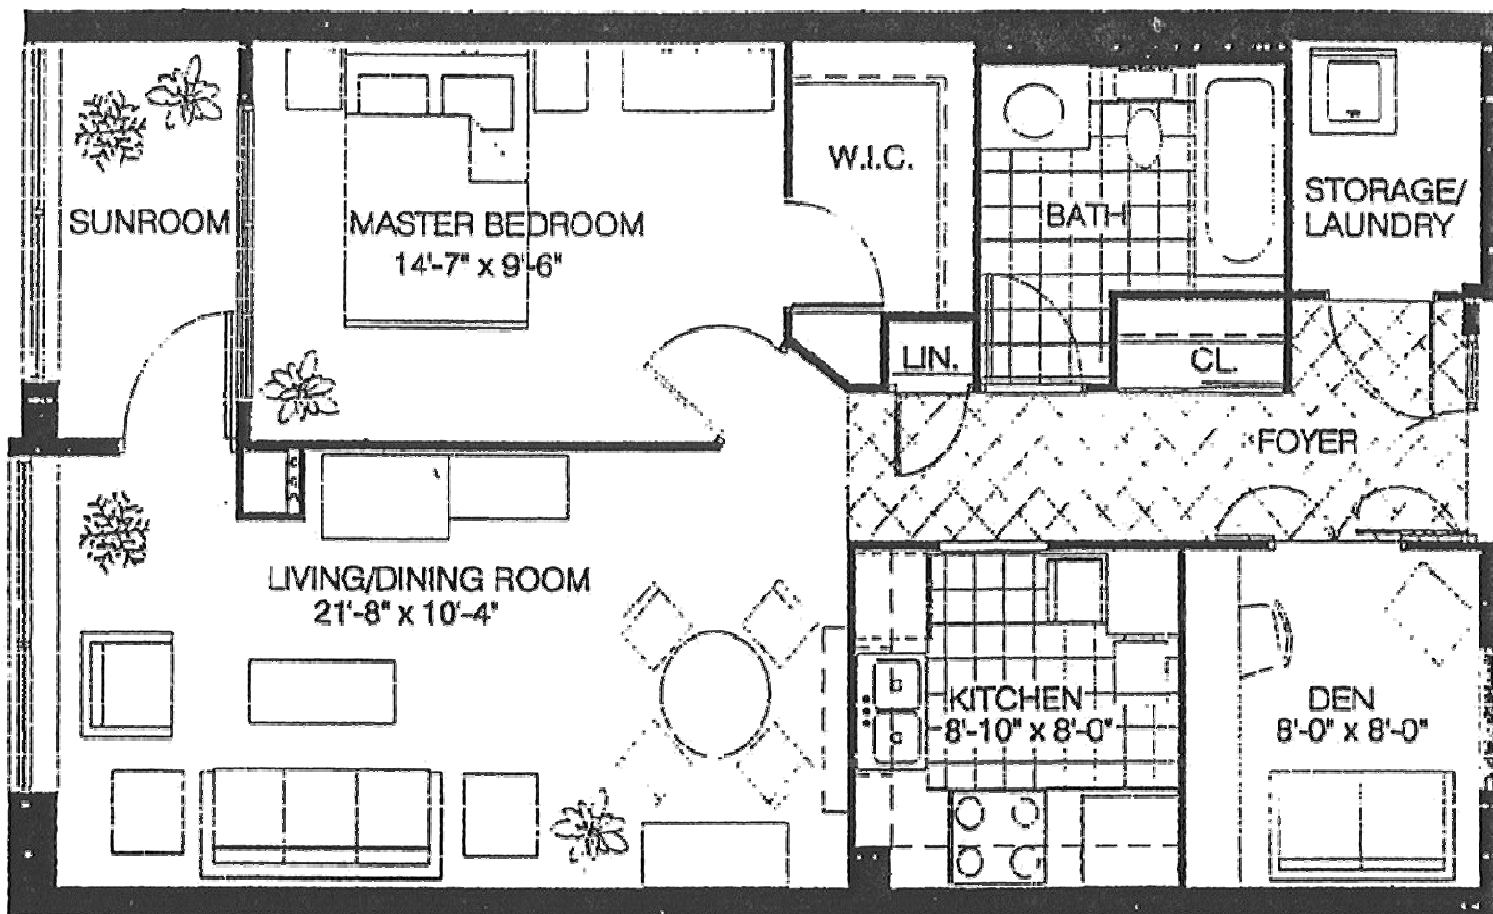 SUNROOM
MASTER BEDROOM
14'-7" x 9'-6"
W.I.C.
BATH
STORAGE/
LAUNDRY
LIN.
CL.
FOYER
LIVING/DINING ROOM
21'-8" x 10'-4"
KITCHEN
8'-10" x 8'-0"
DEN
8'-0" x 8'-0"